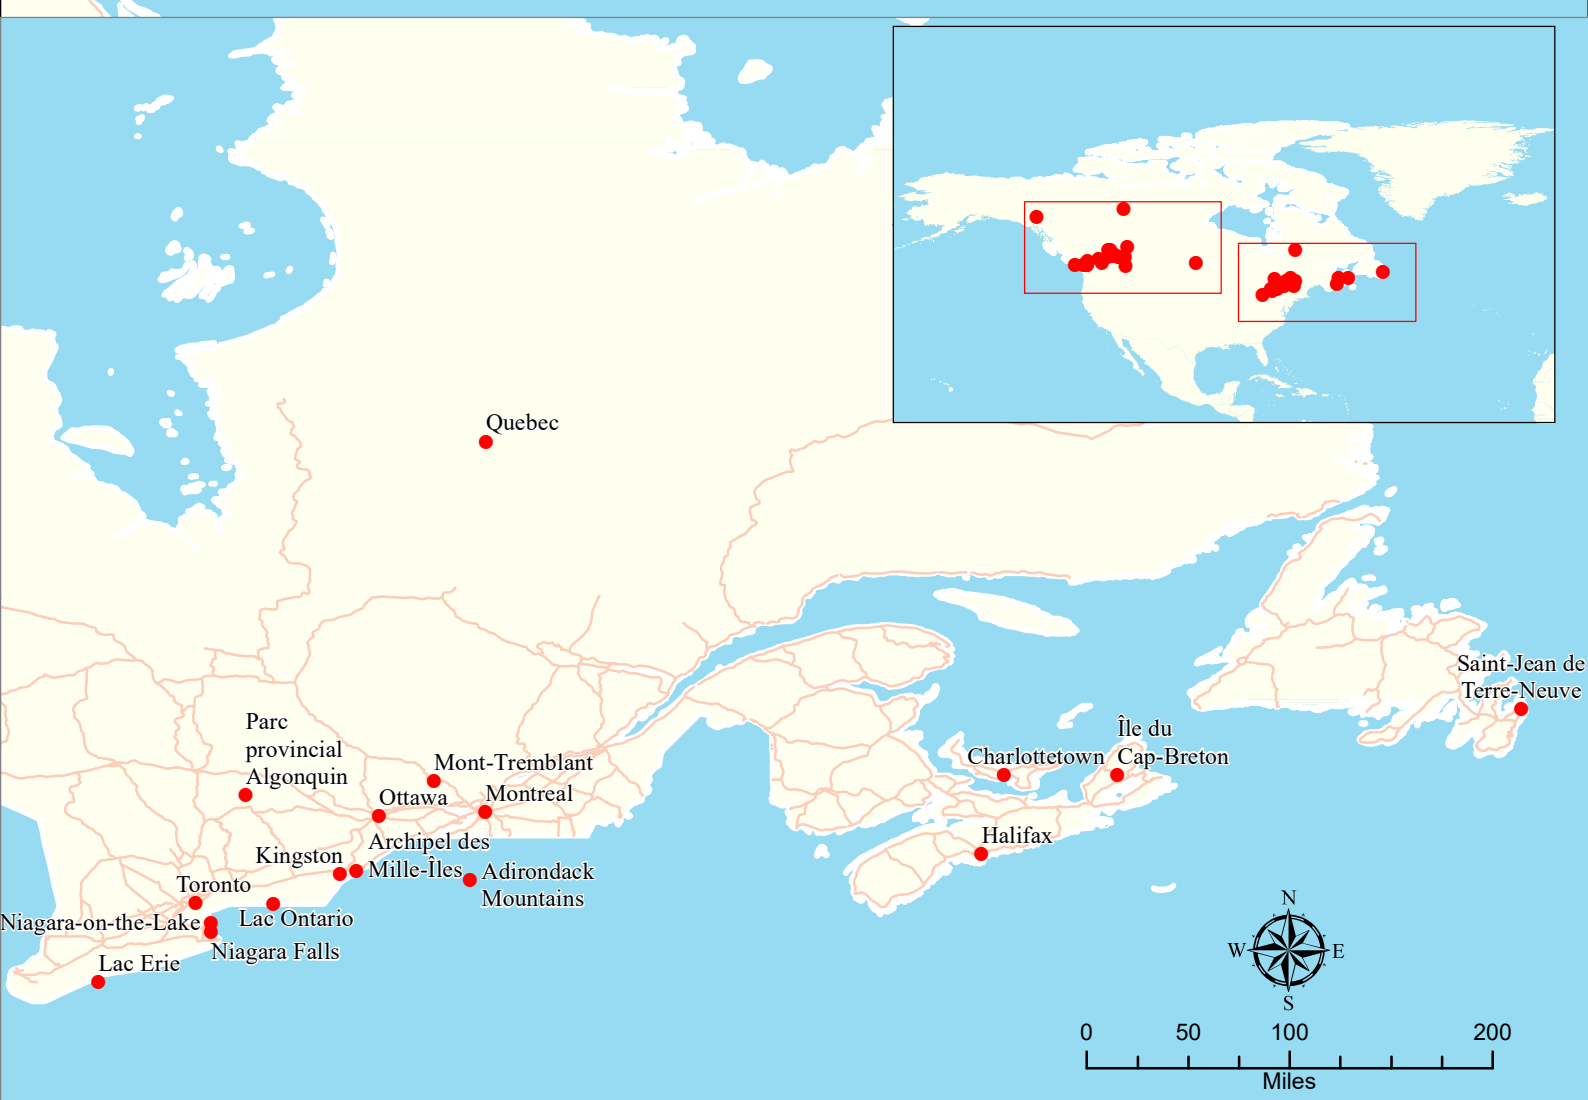 Quebec
Saint-Jean de
Terre-Neuve
Parc
provincial
Algonquin
Île du
Cap-Breton
Charlottetown
Mont-Tremblant
Ottawa
Montreal
Archipel des
Mille-Îles
Kingston
Halifax
Adirondack
Mountains
Toronto
Niagara-on-the-Lake
Lac Ontario
Niagara Falls
Lac Erie
N
W E
S
0 50 100 200
Miles